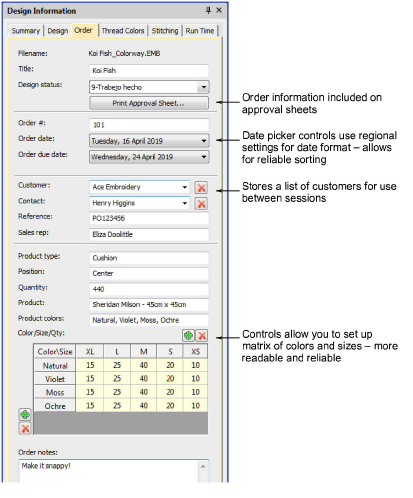 Design Information
Summary Design Order Thread Colors Stitching Run Time
Filename: Koi Fish_Colorway.EMB
Title: Koi Fish
Design status: 9-Trabejo hecho
Print Approval Sheet...
Order information included on
approval sheets
Order #: 101
Order date: Tuesday, 16 April 2019
Order due date: Wednesday, 24 April 2019
Date picker controls use regional
settings for date format – allows
for reliable sorting
Customer: Ace Embroidery
Contact: Henry Higgins
Reference: PO123456
Sales rep: Eliza Doolittle
Stores a list of customers for use
between sessions
Product type: Cushion
Position: Center
Quantity: 440
Product: Sheridan Milson - 45cm x 45cm
Product colors: Natural, Violet, Moss, Ochre
Color/Size/Qty:
Controls allow you to set up
matrix of colors and sizes – more
readable and reliable
Color\Size XL L M S XS
Natural 15 25 40 20 10
Violet 15 25 40 20 10
Moss 15 25 40 20 10
Ochre 15 25 40 20 10
Order notes:
Make it snappy!